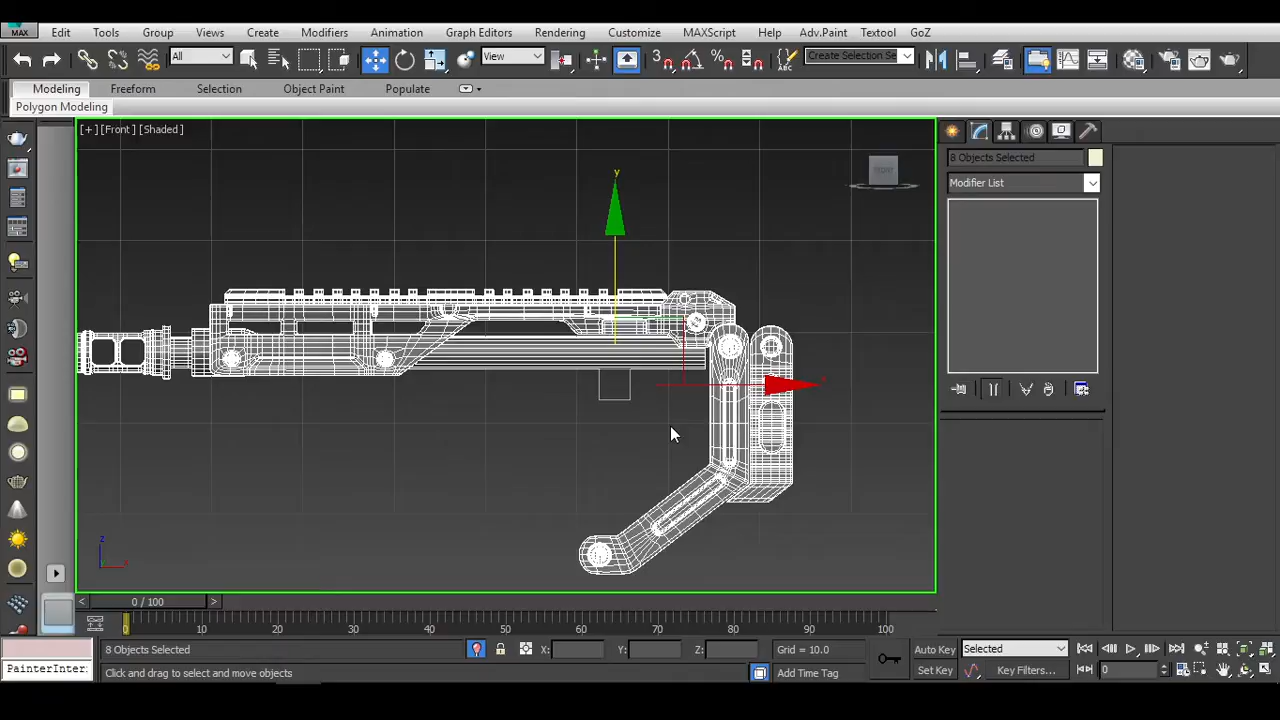 MAX Edit Tools Group Views Create Modifiers Animation Graph Editors Rendering Customize MAXScript Help Adv.Paint Textool GoZ
All View 3 Create Selection Se
Modeling Freeform Selection Object Paint Populate
Polygon Modeling
[+] [Front] [Shaded]
8 Objects Selected
Modifier List
FRONT
y
x
z
x
< 0 / 100 >
0 10 20 30 40 50 60 70 80 90 100
8 Objects Selected X: Y: Z: Grid = 10.0 Auto Key Selected
PainterInter: Click and drag to select and move objects Add Time Tag Set Key Key Filters... 0